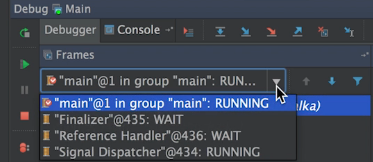 Debug Main
Debugger Console
Frames
"main"@1 in group "main": RUN...
"main"@1 in group "main": RUNNING
"Finalizer"@435: WAIT
"Reference Handler"@436: WAIT
"Signal Dispatcher"@434: RUNNING